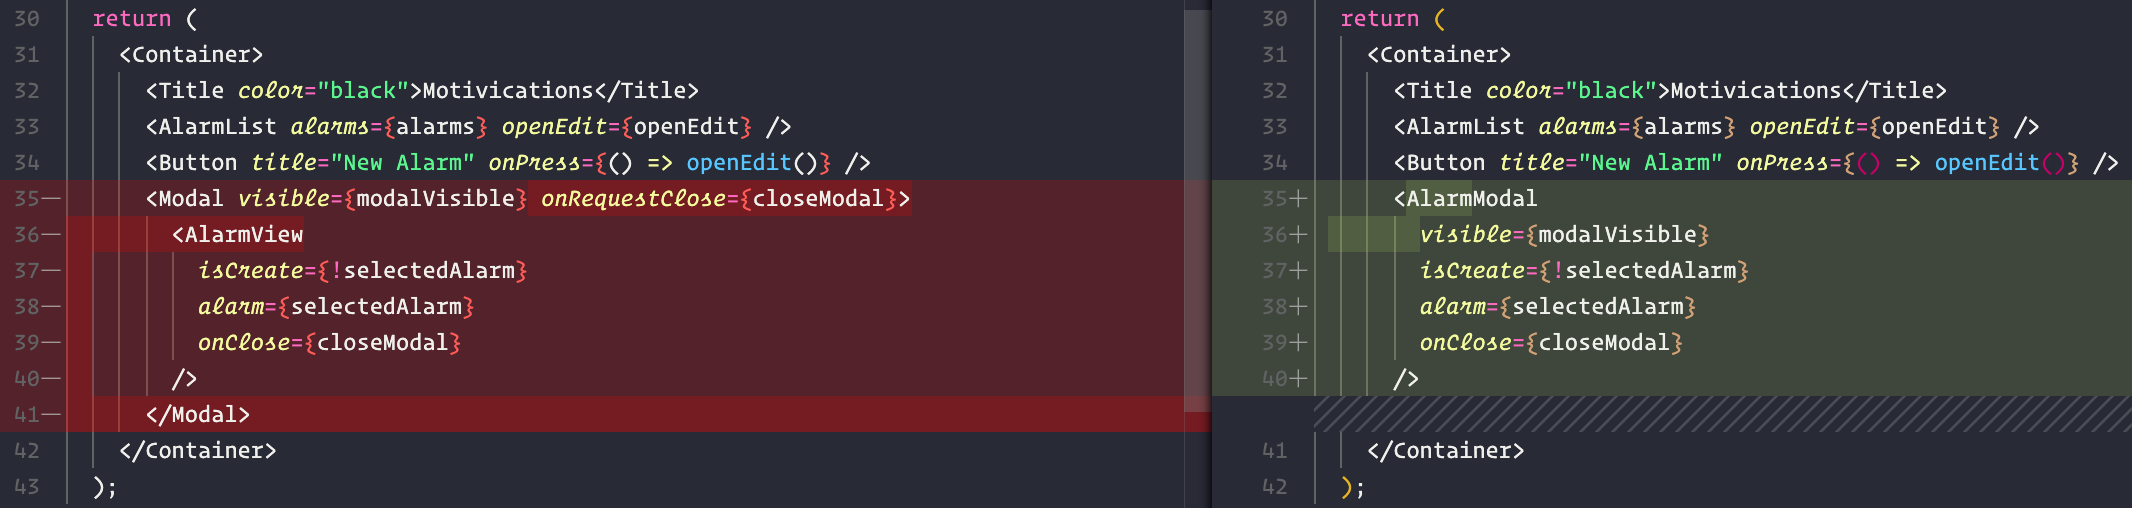 30 return (
31 <Container>
32 <Title color="black">Motivications</Title>
33 <AlarmList alarms={alarms} openEdit={openEdit} />
34 <Button title="New Alarm" onPress={() => openEdit()} />
35— <Modal visible={modalVisible} onRequestClose={closeModal}>
36— <AlarmView
37— isCreate={!selectedAlarm}
38— alarm={selectedAlarm}
39— onClose={closeModal}
40— />
41— </Modal>
42 </Container>
43 );
30 return (
31 <Container>
32 <Title color="black">Motivications</Title>
33 <AlarmList alarms={alarms} openEdit={openEdit} />
34 <Button title="New Alarm" onPress={() => openEdit()} />
35+ <AlarmModal
36+ visible={modalVisible}
37+ isCreate={!selectedAlarm}
38+ alarm={selectedAlarm}
39+ onClose={closeModal}
40+ />
41 </Container>
42 );